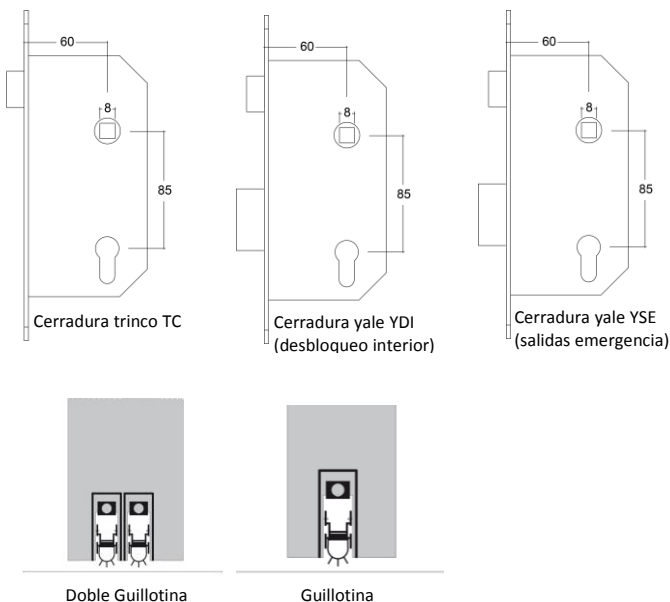 60
8
85
Cerradura trinco TC
60
8
85
Cerradura yale YDI
(desbloqueo interior)
60
8
85
Cerradura yale YSE
(salidas emergencia)
Doble Guillotina
Guillotina